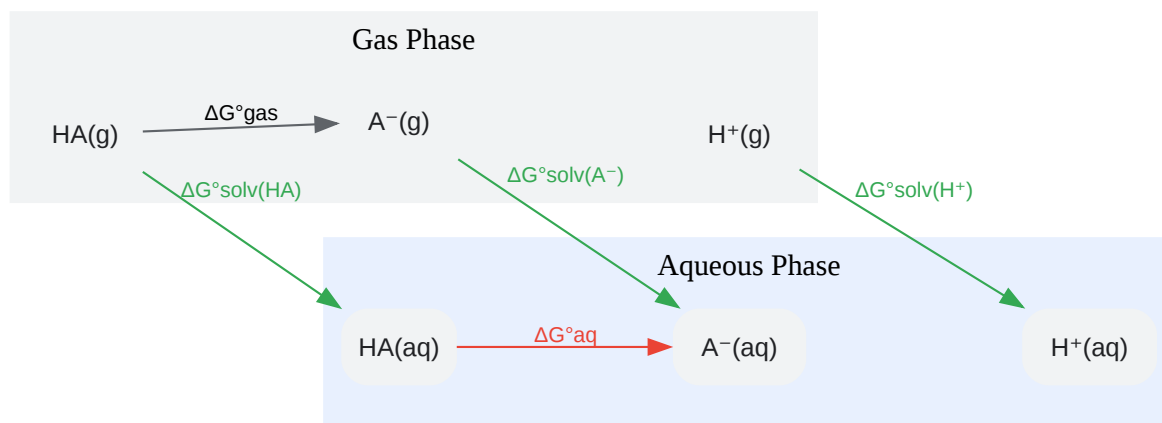 Gas Phase
ΔG°gas
HA(g)
A⁻(g)
H⁺(g)
ΔG°solv(HA)
ΔG°solv(A⁻)
ΔG°solv(H⁺)
Aqueous Phase
HA(aq)
ΔG°aq
A⁻(aq)
H⁺(aq)